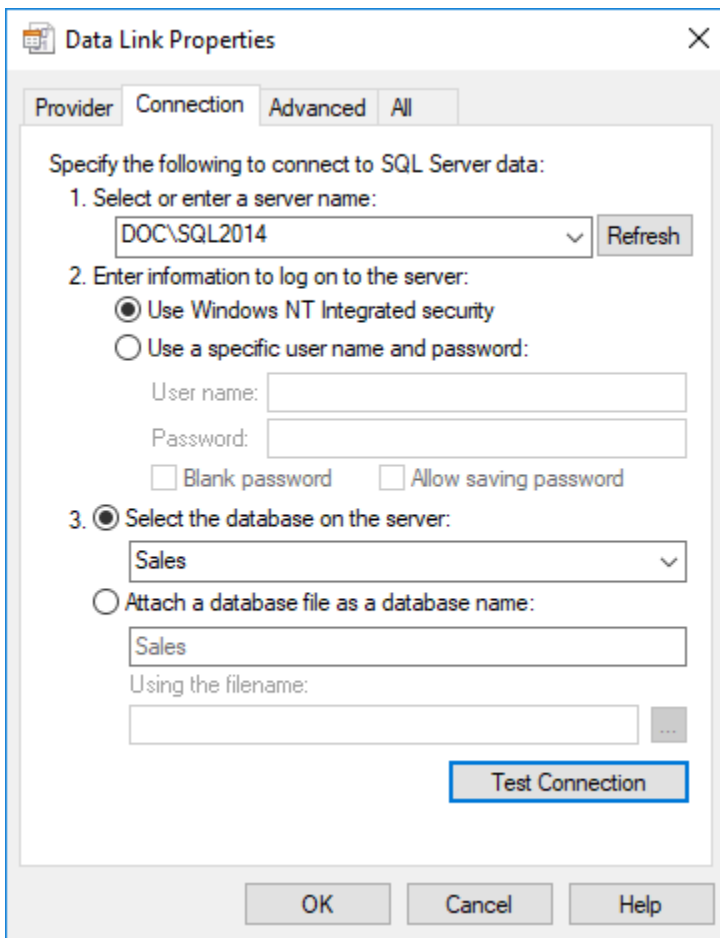 Data Link Properties
Provider Connection Advanced All
Specify the following to connect to SQL Server data:
1. Select or enter a server name:
DOC\SQL2014 Refresh
2. Enter information to log on to the server:
Use Windows NT Integrated security
Use a specific user name and password:
User name:
Password:
Blank password Allow saving password
3. Select the database on the server:
Sales
Attach a database file as a database name:
Sales
Using the filename:
...
Test Connection
OK Cancel Help